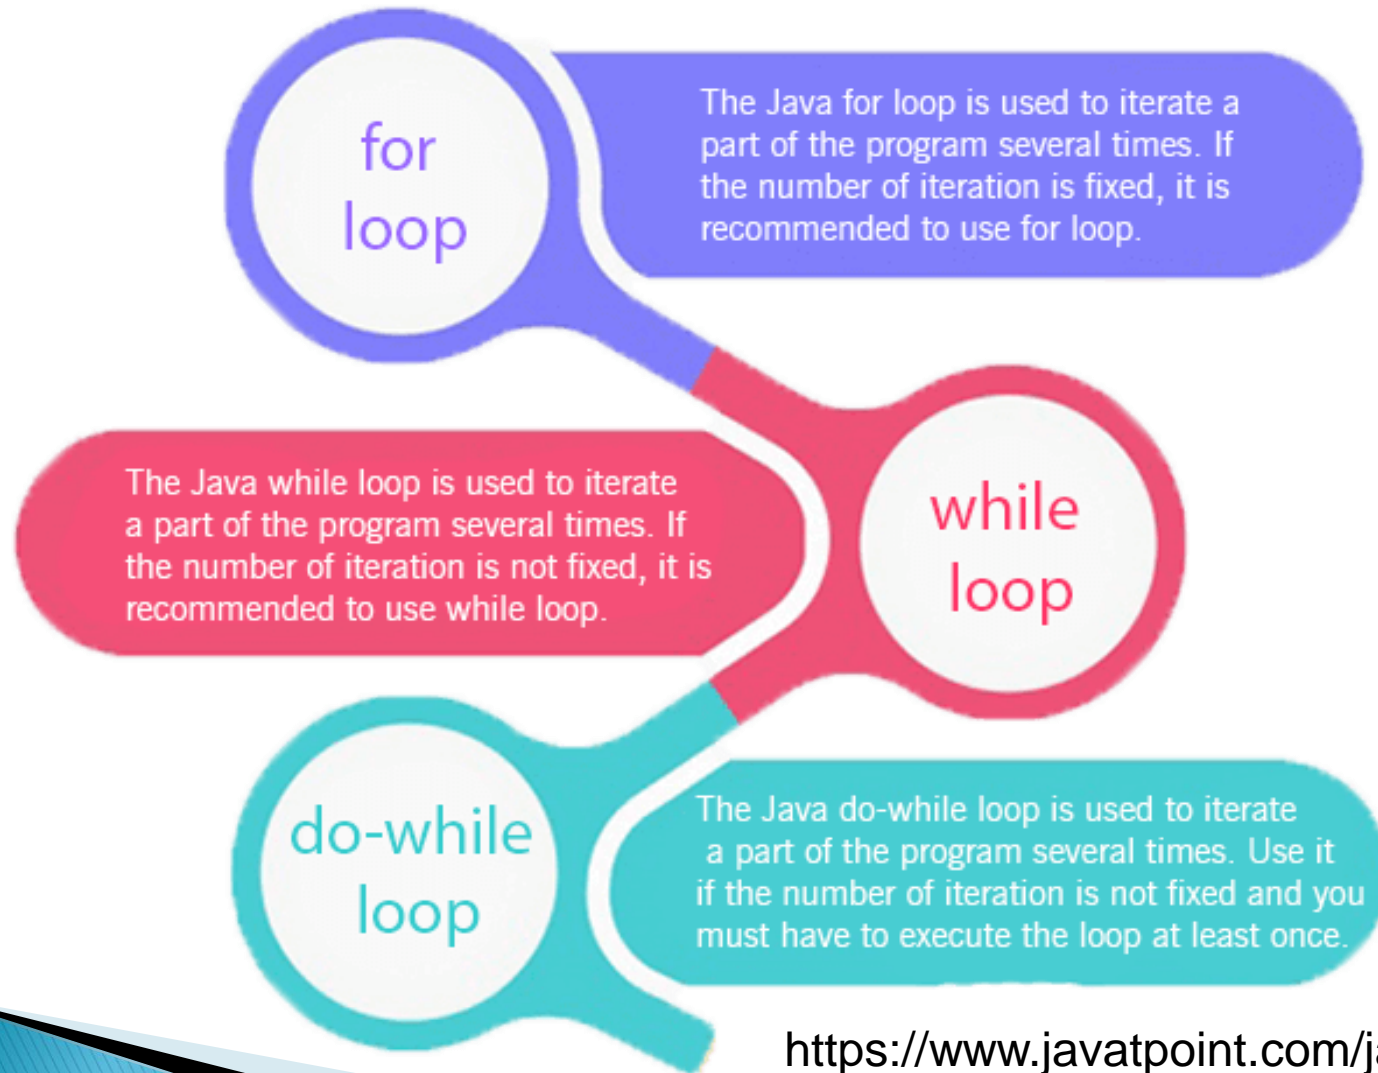 for
loop
The Java for loop is used to iterate a
part of the program several times. If
the number of iteration is fixed, it is
recommended to use for loop.
The Java while loop is used to iterate
a part of the program several times. If
the number of iteration is not fixed, it is
recommended to use while loop.
while
loop
do-while
loop
The Java do-while loop is used to iterate
a part of the program several times. Use it
if the number of iteration is not fixed and you
must have to execute the loop at least once.
https://www.javatpoint.com/ja